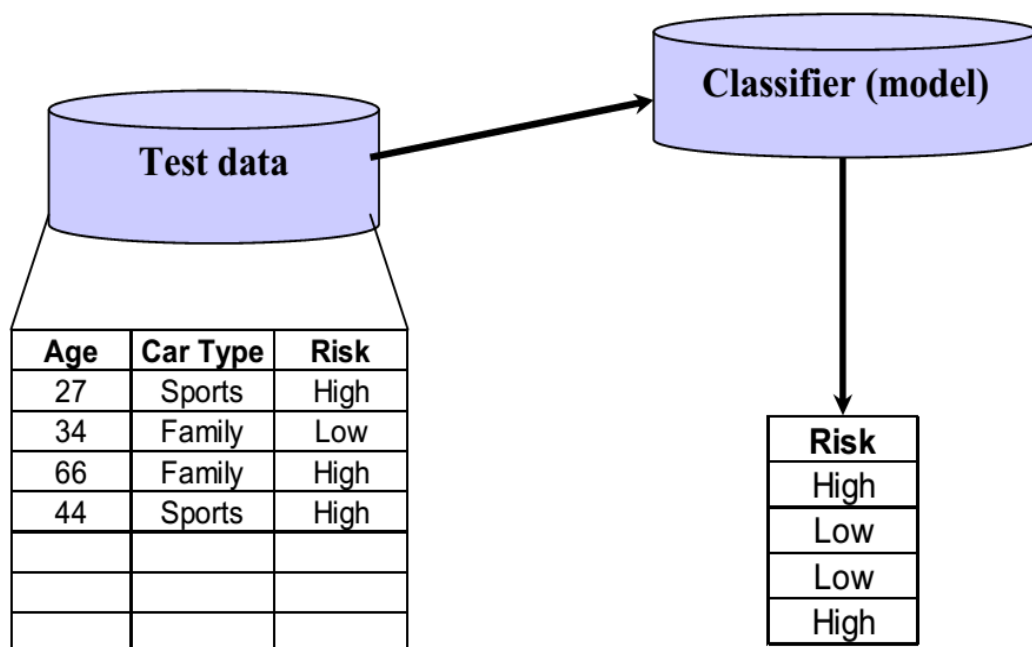 Classifier (model)
Test data
Age Car Type Risk
27 Sports High
34 Family Low
66 Family High
44 Sports High
Risk
High
Low
Low
High